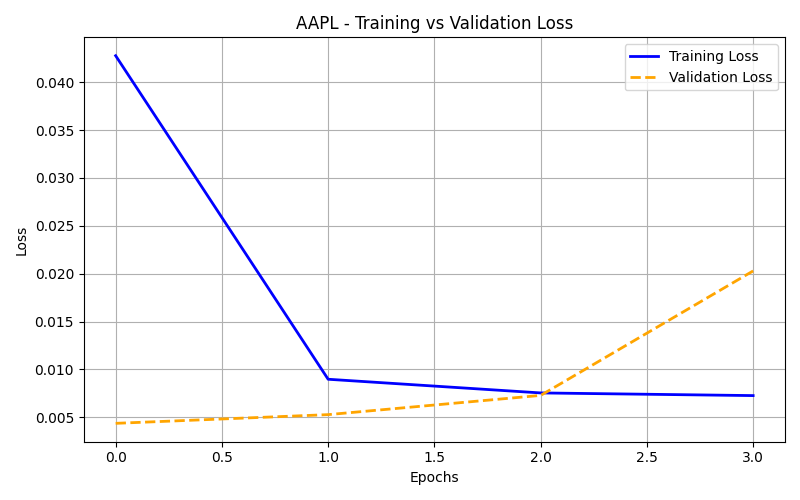 AAPL - Training vs Validation Loss
Training Loss
Validation Loss
0.040
0.035
0.030
0.025
0.020
0.015
0.010
0.005
Loss
0.0 0.5 1.0 1.5 2.0 2.5 3.0
Epochs